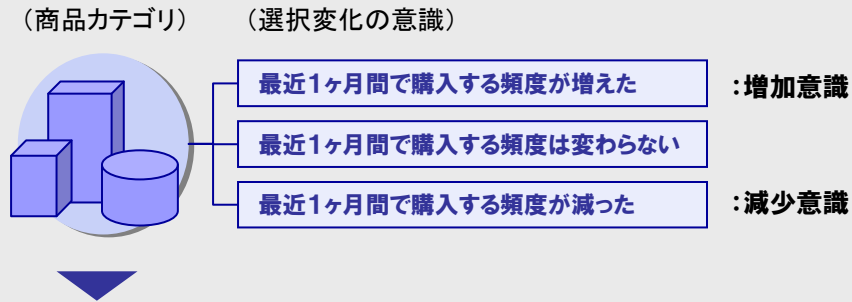 （商品カテゴリ）　（選択変化の意識）
最近1ヶ月間で購入する頻度が増えた　：増加意識
最近1ヶ月間で購入する頻度は変わらない
最近1ヶ月間で購入する頻度が減った　：減少意識